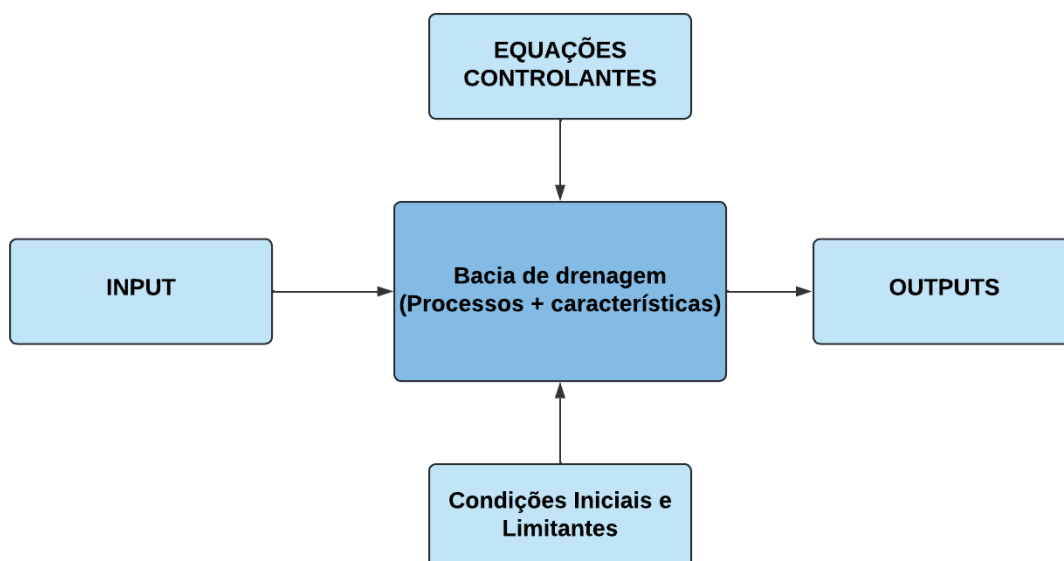 EQUAÇÕES
CONTROLANTES
INPUT
Bacia de drenagem
(Processos + características)
OUTPUTS
Condições Iniciais e
Limitantes